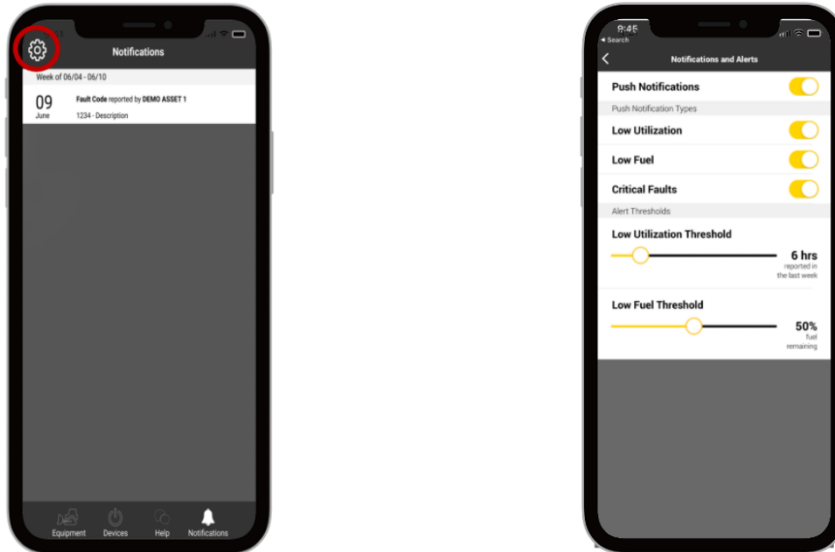 Notifications
Week of 06/04 - 06/10
09
June
Fault Code reported by DEMO ASSET 1
1234 - Description
Equipment
Devices
Help
Notifications
9:45
Search
Notifications and Alerts
Push Notifications
Push Notification Types
Low Utilization
Low Fuel
Critical Faults
Alert Thresholds
Low Utilization Threshold
6 hrs
reported in
the last week
Low Fuel Threshold
50%
fuel
remaining